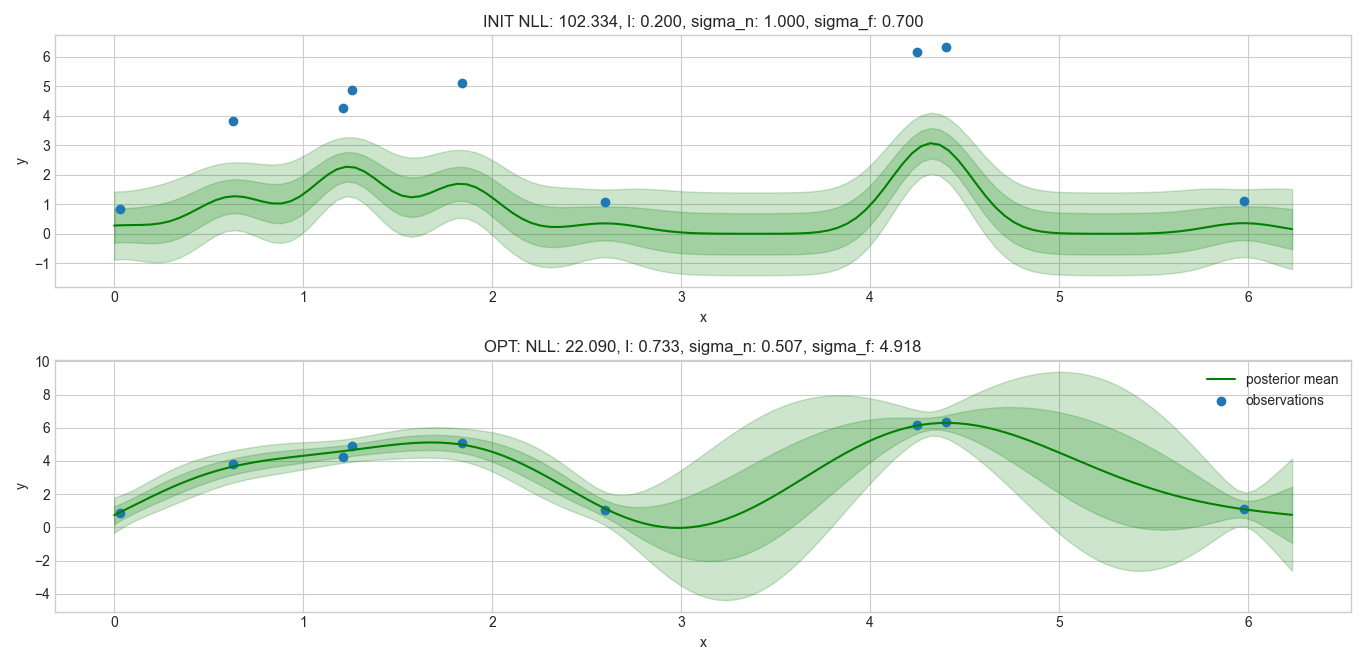 INIT NLL: 102.334, l: 0.200, sigma_n: 1.000, sigma_f: 0.700
6
5
4
3
2
1
0
−1
y
0 1 2 3 4 5 6
x
OPT: NLL: 22.090, l: 0.733, sigma_n: 0.507, sigma_f: 4.918
10
8
6
4
2
0
−2
−4
y
posterior mean
observations
0 1 2 3 4 5 6
x